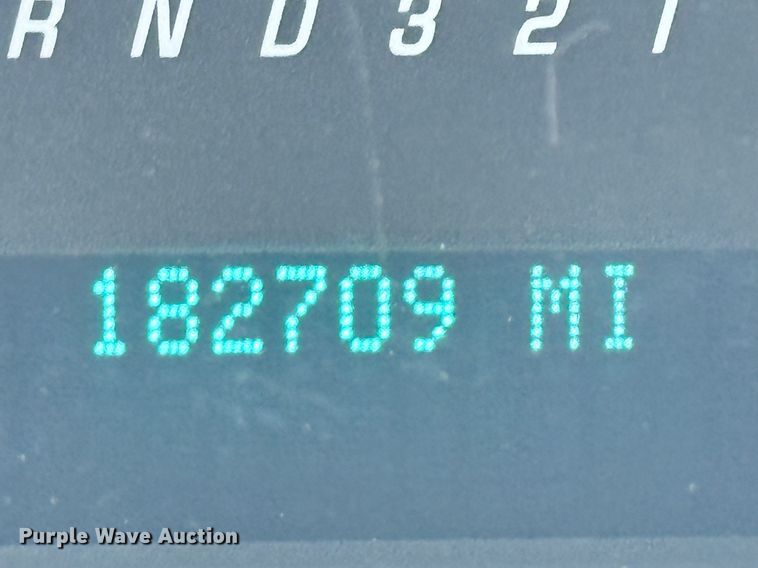 R N D 3 2 1
182709 MI
Purple Wave Auction